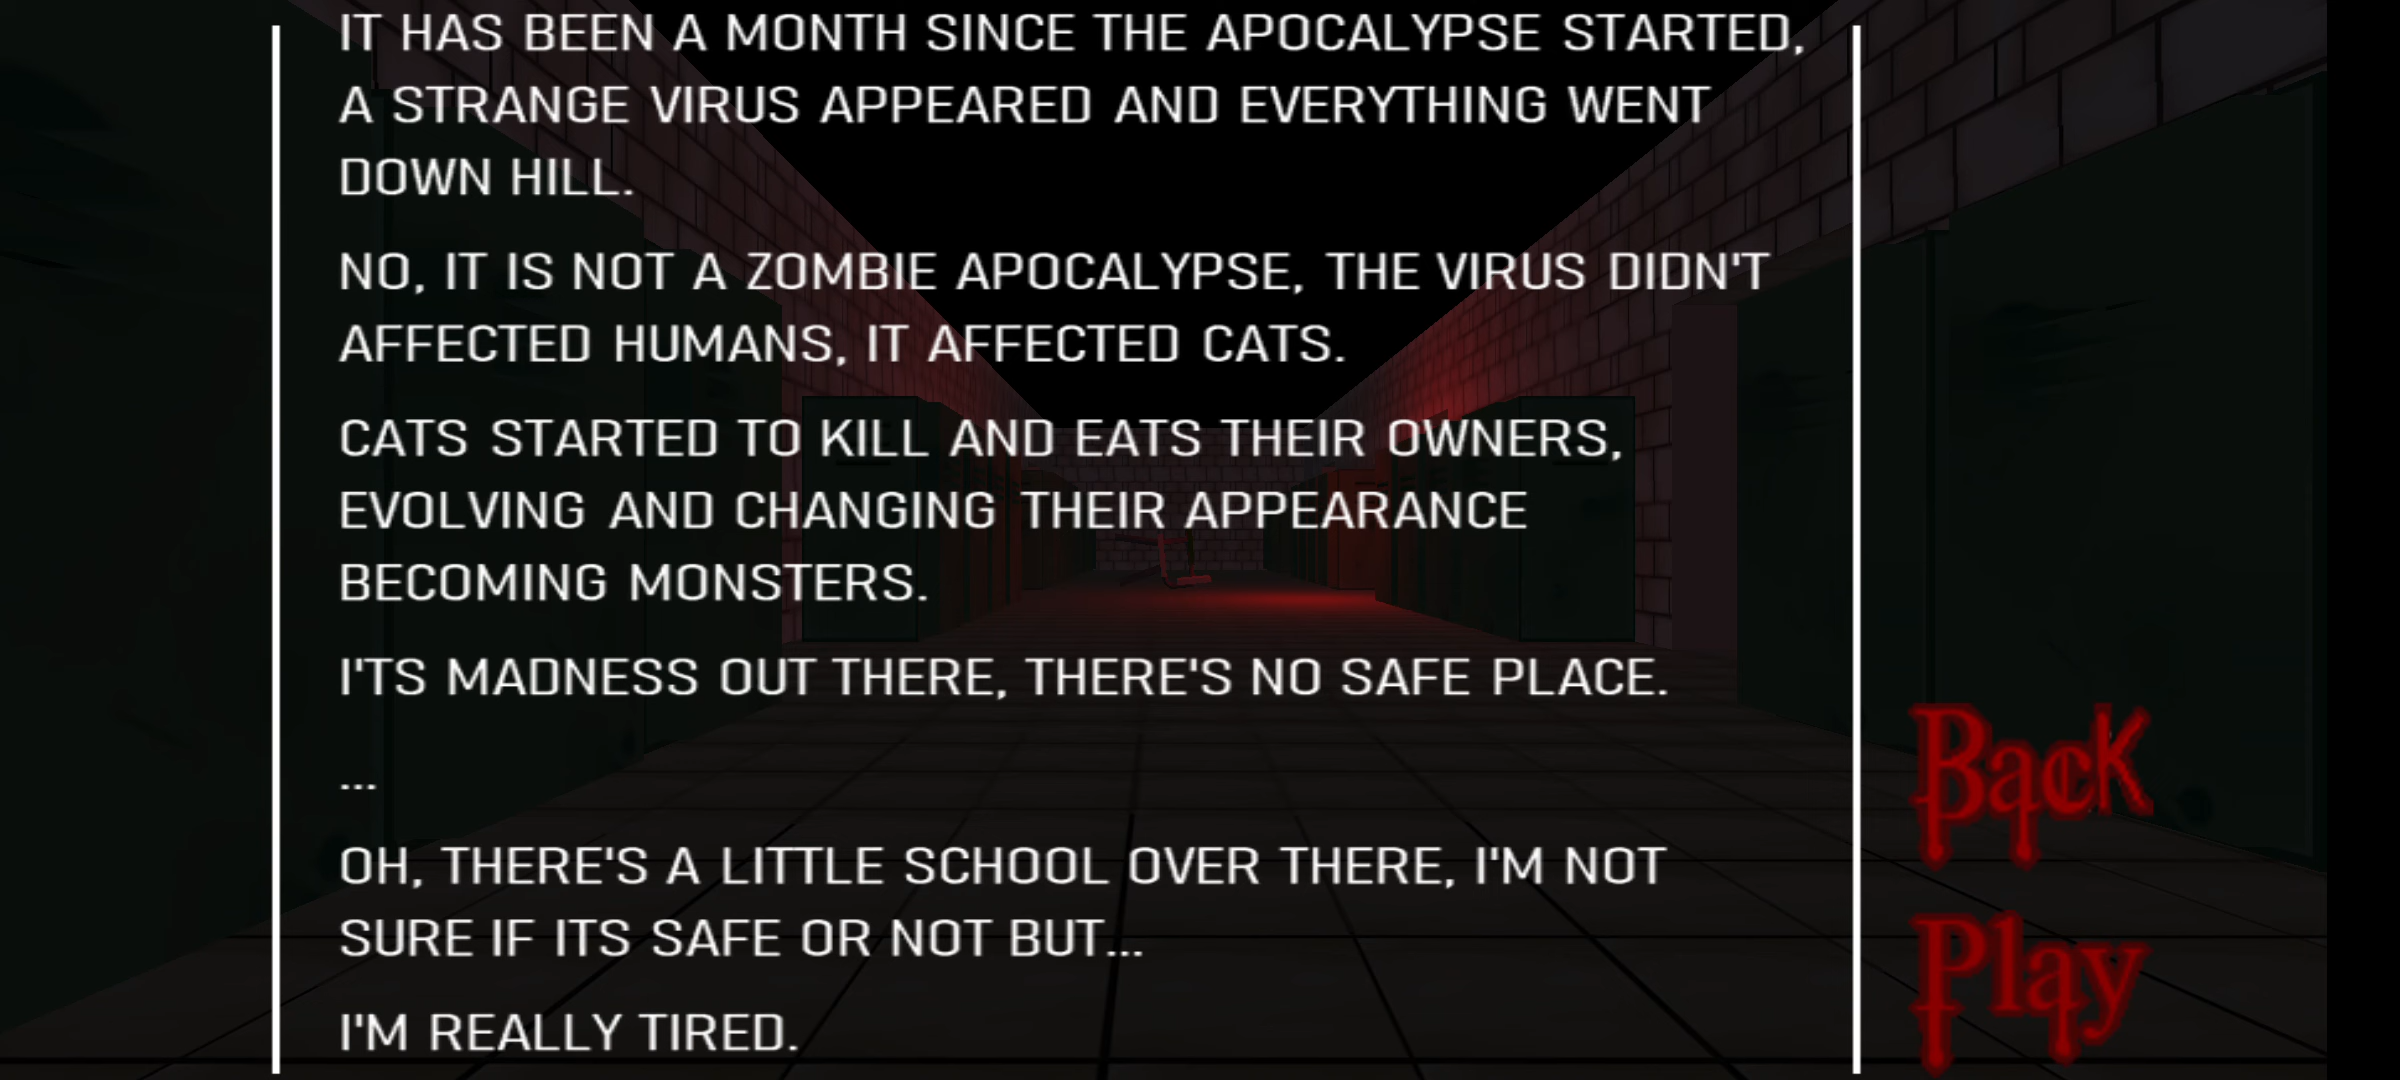 IT HAS BEEN A MONTH SINCE THE APOCALYPSE STARTED,
A STRANGE VIRUS APPEARED AND EVERYTHING WENT
DOWN HILL.
NO, IT IS NOT A ZOMBIE APOCALYPSE, THE VIRUS DIDN'T
AFFECTED HUMANS, IT AFFECTED CATS.
CATS STARTED TO KILL AND EATS THEIR OWNERS,
EVOLVING AND CHANGING THEIR APPEARANCE
BECOMING MONSTERS.
I'TS MADNESS OUT THERE, THERE'S NO SAFE PLACE.
...
OH, THERE'S A LITTLE SCHOOL OVER THERE, I'M NOT
SURE IF ITS SAFE OR NOT BUT...
I'M REALLY TIRED.
Back
Play